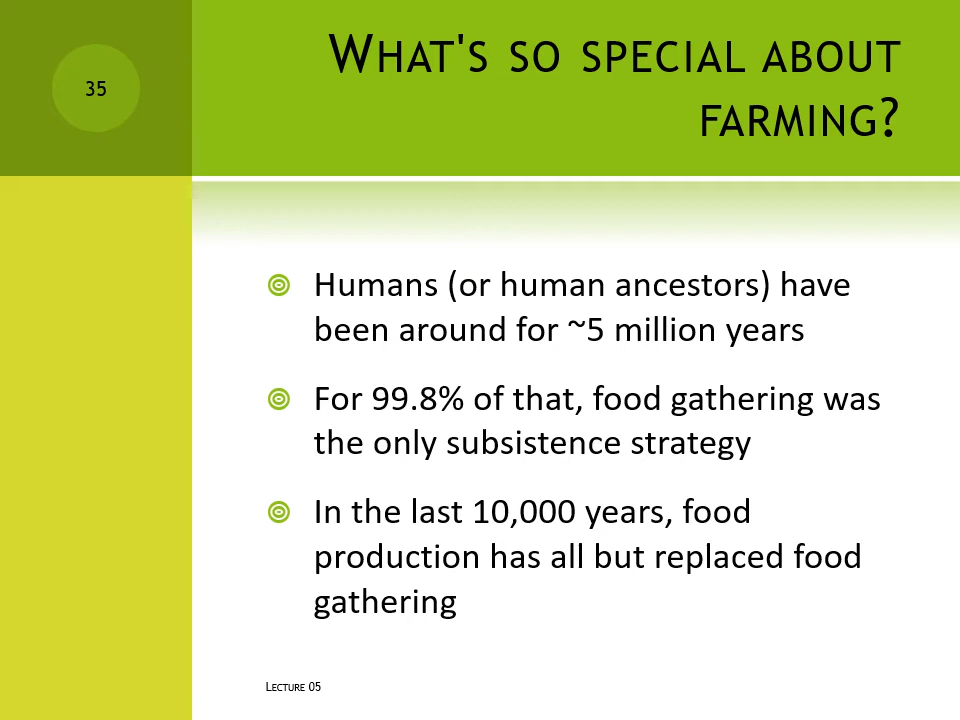 35
What's so special about
farming?
Humans (or human ancestors) have
been around for ~5 million years
For 99.8% of that, food gathering was
the only subsistence strategy
In the last 10,000 years, food
production has all but replaced food
gathering
Lecture 05